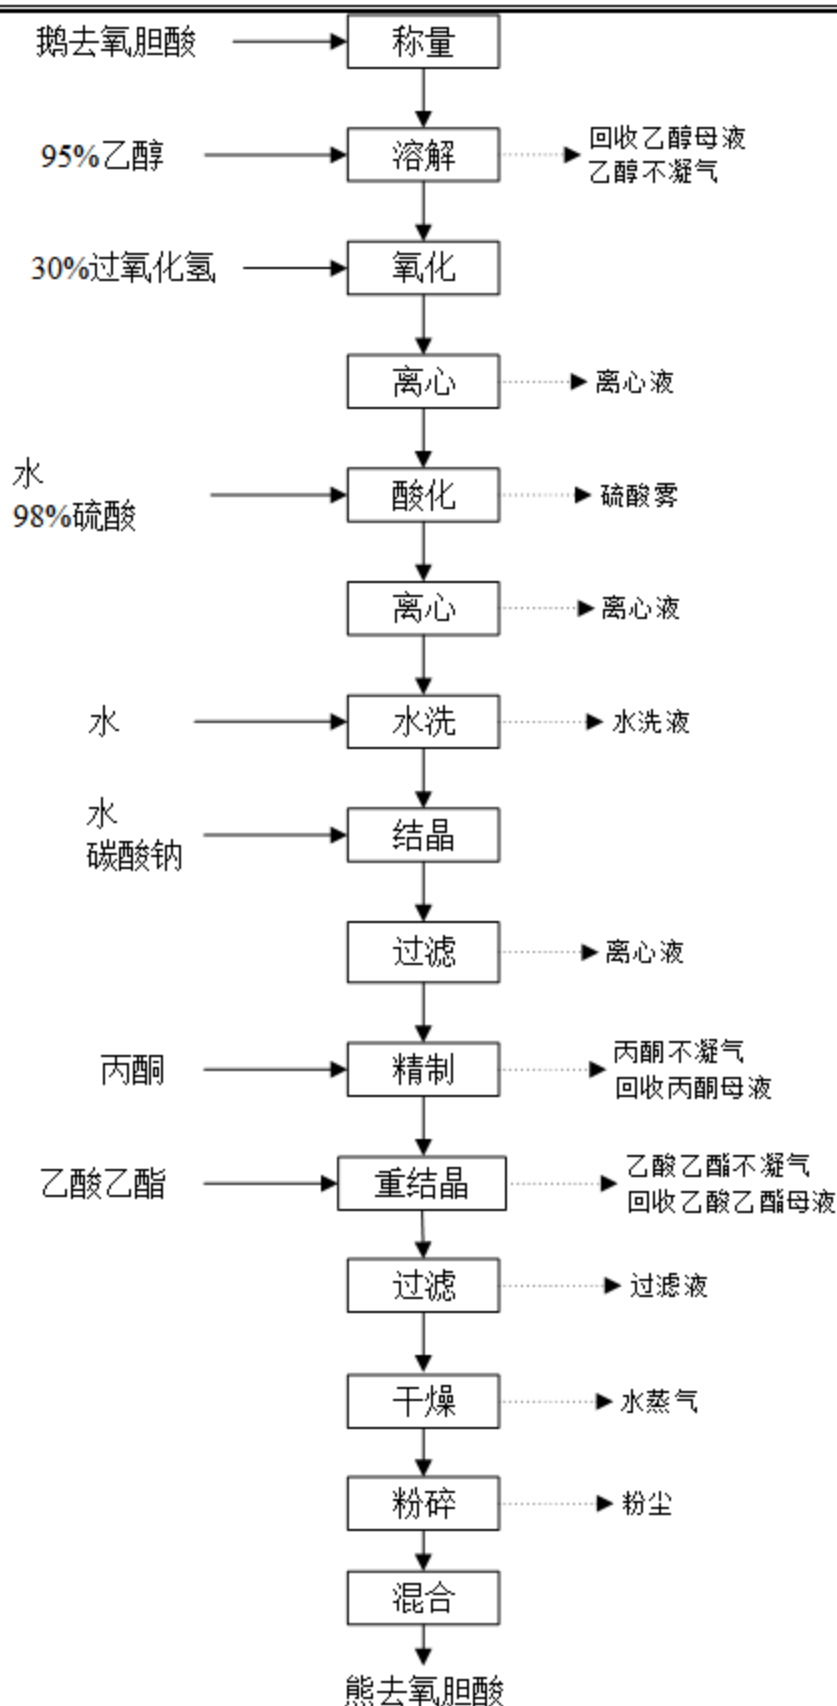 鹅去氧胆酸
称量
95%乙醇
溶解
回收乙醇母液
乙醇不凝气
30%过氧化氢
氧化
离心
离心液
水
98%硫酸
酸化
硫酸雾
离心
离心液
水
水洗
水洗液
水
碳酸钠
结晶
过滤
离心液
丙酮
精制
丙酮不凝气
回收丙酮母液
乙酸乙酯
重结晶
乙酸乙酯不凝气
回收乙酸乙酯母液
过滤
过滤液
干燥
水蒸气
粉碎
粉尘
混合
熊去氧胆酸